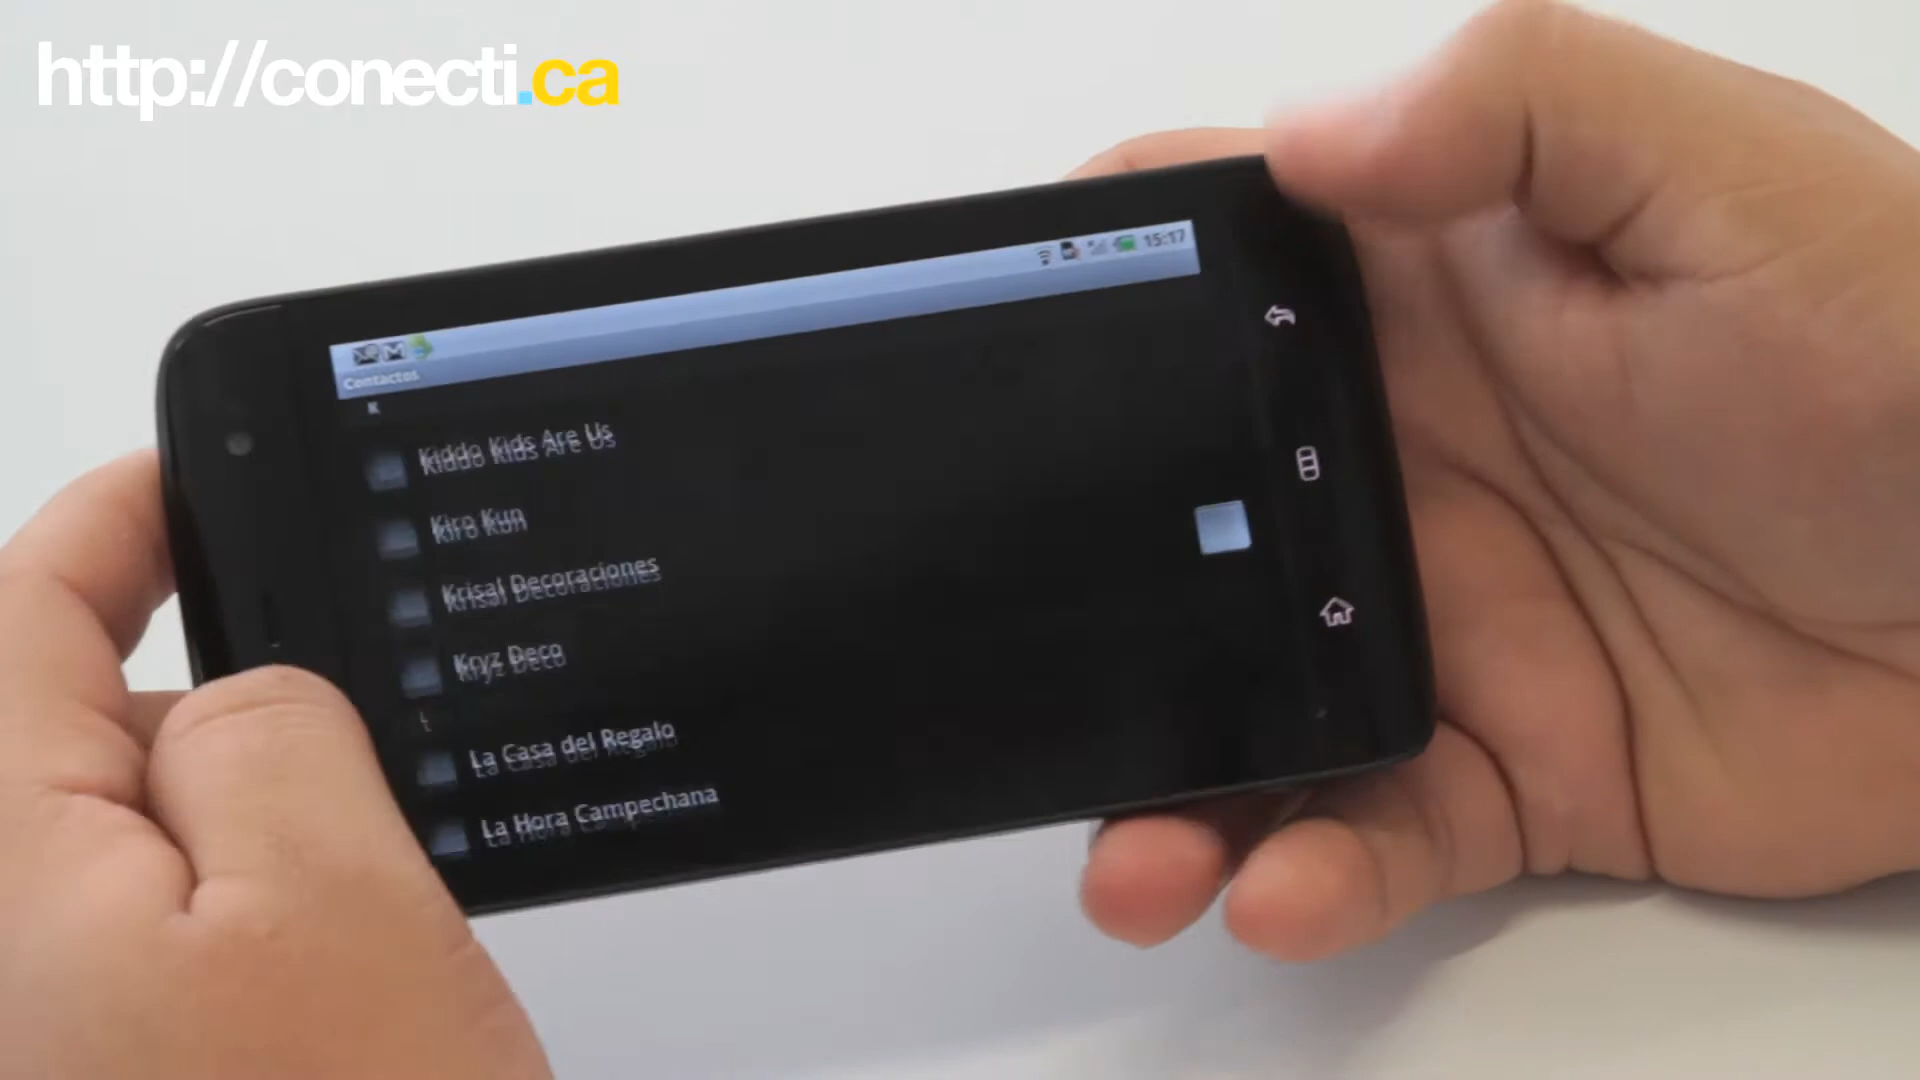 http://conecti.ca
15:17
Contactos
K
Kiddo Kids Are Us
Kiro Kun
Krisal Decoraciones
Kryz Deco
L
La Casa del Regalo
La Hora Campechana